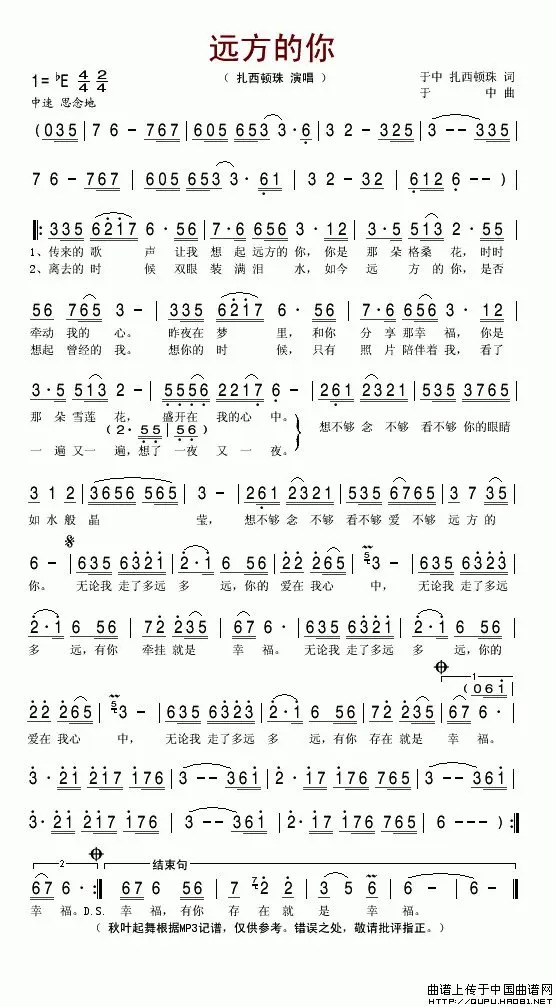 远方的你
1=♭E 4/4 2/4
（ 扎西顿珠 演唱 ）
于中 扎西顿珠 词
中速 思念地
于 中 曲
(035 | 76-767 | 605 653 3·6 | 32-325 | 3--335 |
76-767 | 605 653 3·61 | 32-32 | 612 6--) |
‖: 335 6217 6·56 | 7·6 656 3·12 | 3·5 513 2·55 |
1、传来的 歌 声 让我 想 起 远方的 你，你是 那 朵 格桑 花，时时
2、离去的 时 候 双眼 装 满 泪 水，如今 远 方 的 你，是否
56 765 3- | 335 6217 6·56 | 7·6 656 3·12 |
牵动 我的 心。 昨夜在 梦 里，和你 分 享 那幸 福，你是
想起 曾经的 我。 想你的 时 候，只有 照 片 陪伴着 我，看了
3·5 513 2- | 5556 2217 6- | 261 2321 535 3765 |
那 朵 雪莲 花， 盛开在 我的心 中。
(2·55 | 56)
想不够 念 不够 看不够 你的眼睛
一 遍 又一 遍，想了 一夜 又 一 夜。
3 1 2 | 3656 565 | 3- | 261 2321 535 6765 | 3 7 35 |
如 水 般 晶 莹， 想不够 念 不够 看不够 爱 不够 远 方 的
6- | 635 6321 | 2·1 6 56 | 22 265 | 3- | 635 6321 |
你。 无论我 走了多远 多 远，你的 爱在 我心 中， 无论我 走了多远
2·1 6 56 | 72 235 | 67 6· | 635 6321 | 2·1 6 56 |
多 远，有你 牵挂 就是 幸 福。 无论我 走了多远 多 远，你的
1
(061
22 265 | 3- | 635 6323 | 2·1 6 56 | 72 235 | 67 6· |
爱在 我心 中， 无论我 走了多远 多 远，有你 存在 就是 幸 福。
3·21 217 176 | 3--361 | 2·17 176 765 | 3--361 |
3·21 217 176 | 3--361 | 2·17 176 176 | 6--) :‖
2 结束句
67 6· :‖ 67 6 56 | 7 2 2 | 3 5 6 | 6- | 6- ‖
幸 福。D.S. 幸 福，有你 存 在 就 是 幸 福。
（ 秋叶起舞根据MP3记谱，仅供参考。错误之处，敬请批评指正。）
曲谱上传于中国曲谱网
http://QUPU.HAO81.NET